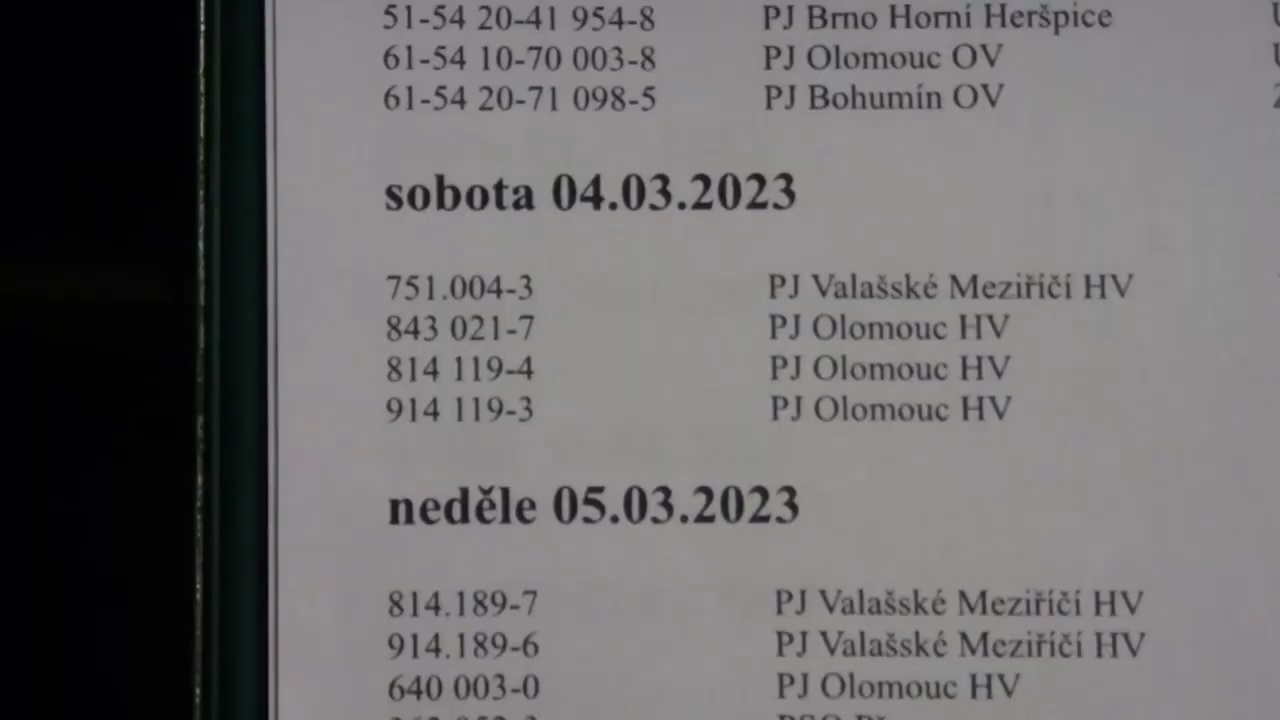 51-54 20-41 954-8 PJ Brno Horní Heršpice
61-54 10-70 003-8 PJ Olomouc OV
61-54 20-71 098-5 PJ Bohumín OV
sobota 04.03.2023
751.004-3 PJ Valašské Meziříčí HV
843 021-7 PJ Olomouc HV
814 119-4 PJ Olomouc HV
914 119-3 PJ Olomouc HV
neděle 05.03.2023
814.189-7 PJ Valašské Meziříčí HV
914.189-6 PJ Valašské Meziříčí HV
640 003-0 PJ Olomouc HV